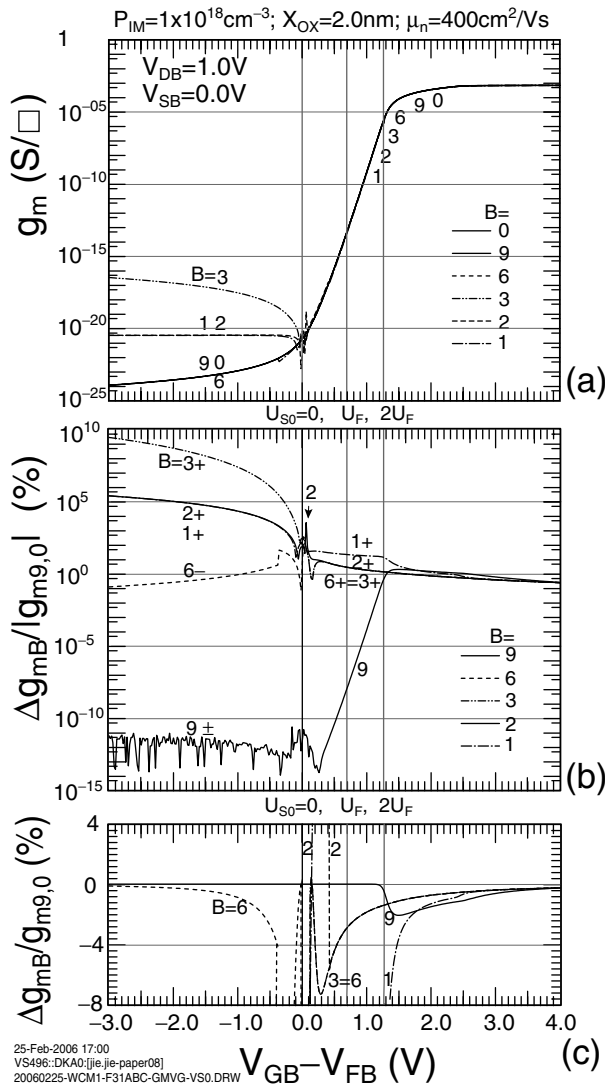 P_IM=1x10^18cm^−3; X_OX=2.0nm; μ_n=400cm^2/Vs
1
V_DB=1.0V
V_SB=0.0V
10^−05
10^−10
10^−15
10^−20
10^−25
g_m (S/□)
0
9
6
3
2
1
B=
0
9
6
3
2
1
B=3
1 2
9 0
6
(a)
U_S0=0, U_F, 2U_F
10^10
10^5
10^0
10^−5
10^−10
10^−15
Δg_mB/|g_m9,0| (%)
B=3+
2
2+
1+
6−
1+
2+
6+=3+
9
9 ±
B=
9
6
3
2
1
(b)
U_S0=0, U_F, 2U_F
4
0
−4
−8
Δg_mB/g_m9,0 (%)
2
2
B=6
9
3=6
1
−3.0 −2.0 −1.0 0.0 1.0 2.0 3.0 4.0
(c)
V_GB−V_FB (V)
25-Feb-2006 17:00
VS496::DKA0:[jie.jie-paper08]
20060225-WCM1-F31ABC-GMVG-VS0.DRW